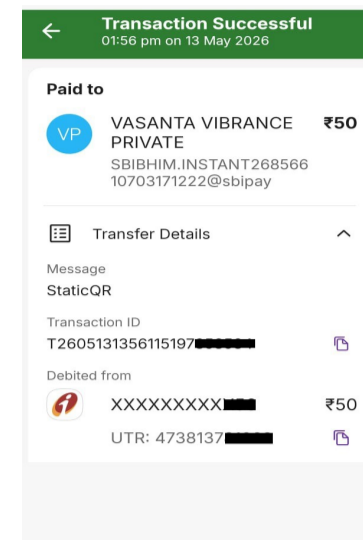 Transaction Successful
01:56 pm on 13 May 2026
Paid to
VP
VASANTA VIBRANCE ₹50
PRIVATE
SBIBHIM.INSTANT268566
10703171222@sbipay
Transfer Details
Message
StaticQR
Transaction ID
T2605131356115197
Debited from
XXXXXXXXX ₹50
UTR: 4738137